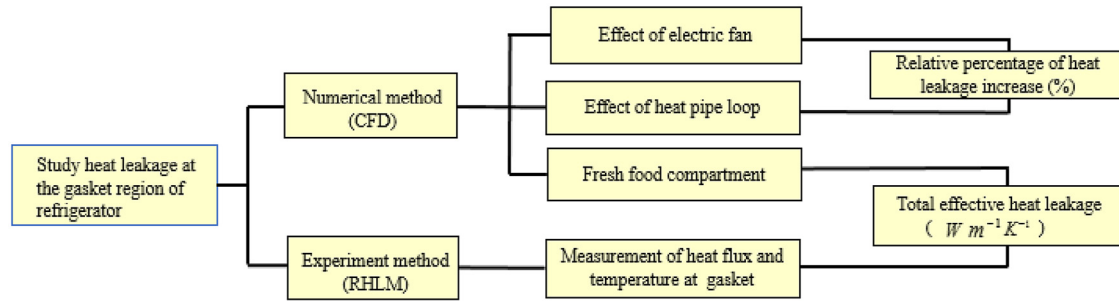 Study heat leakage at
the gasket region of
refrigerator
Numerical method
(CFD)
Experiment method
(RHLM)
Effect of electric fan
Effect of heat pipe loop
Fresh food compartment
Measurement of heat flux and
temperature at gasket
Relative percentage of heat
leakage increase (%)
Total effective heat leakage
( W m⁻¹ K⁻¹ )